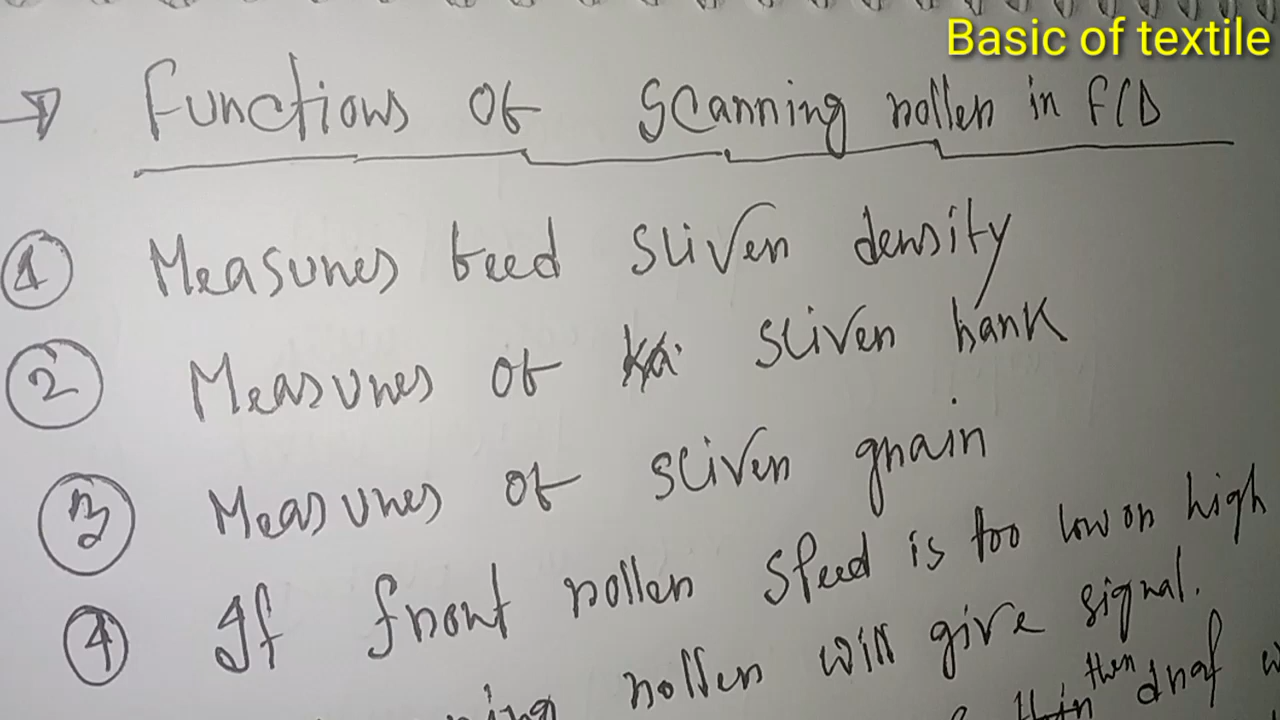 Basic of textile
→ Functions of Scanning roller in FCD
1 Measures feed sliver density
2 Measures of sliver hank
3 Measures of sliver grain
4 If front roller speed is too low or high
roller will give signal.
then draf